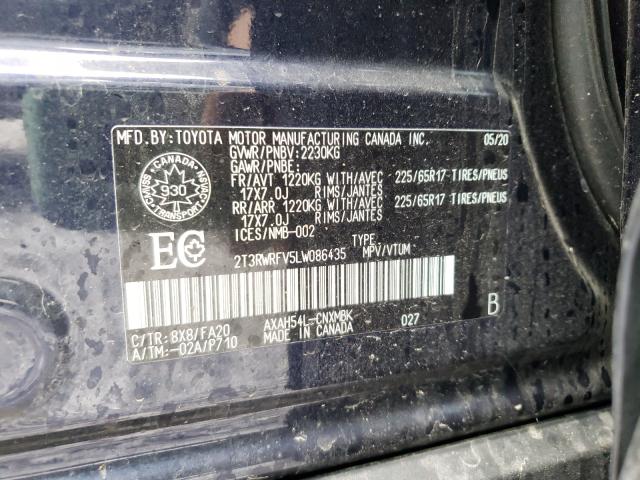 MFD.BY:TOYOTA MOTOR MANUFACTURING CANADA INC. 05/20
GVWR/PNBV:2230KG
GAWR/PNBE:
FR/AVT 1220KG WITH/AVEC 225/65R17 TIRES/PNEUS
17X7.0J RIMS/JANTES
RR/ARR 1220KG WITH/AVEC 225/65R17 TIRES/PNEUS
17X7.0J RIMS/JANTES
ICES/NMB-002
CANADA
CMVSS NSVAC
930
TRANSPORT
EC
2T3RWRFV5LW086435 TYPE MPV/VTUM
B
C/TR:8X8/FA20 AXAH54L-CNXMBK 027
A/TM:-02A/P710 MADE IN CANADA